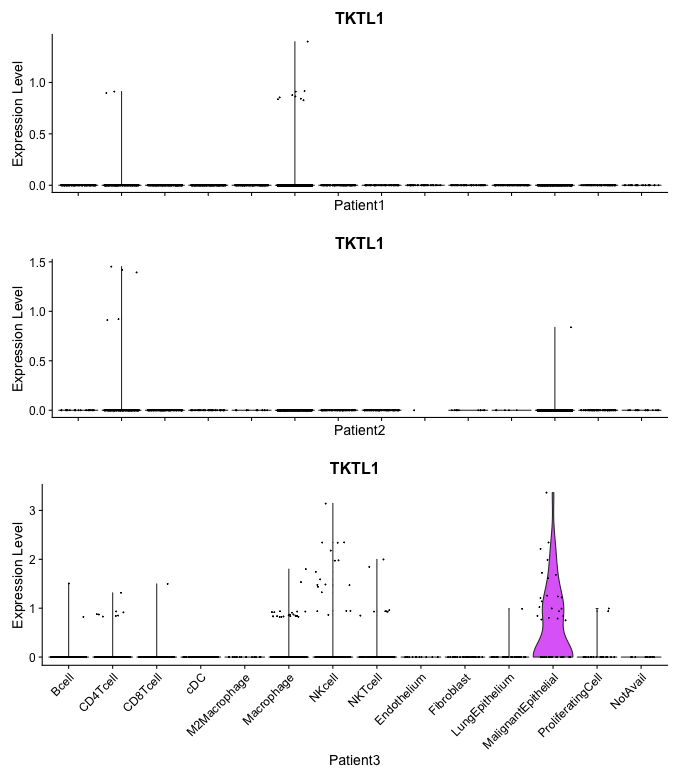 TKTL1
Expression Level
1.0
0.5
0.0
Patient1
TKTL1
Expression Level
1.5
1.0
0.5
0.0
Patient2
TKTL1
Expression Level
3
2
1
0
Bcell
CD4Tcell
CD8Tcell
cDC
M2Macrophage
Macrophage
NKcell
NKTcell
Endothelium
Fibroblast
LungEpithelium
MalignantEpithelial
ProliferatingCell
NotAvail
Patient3